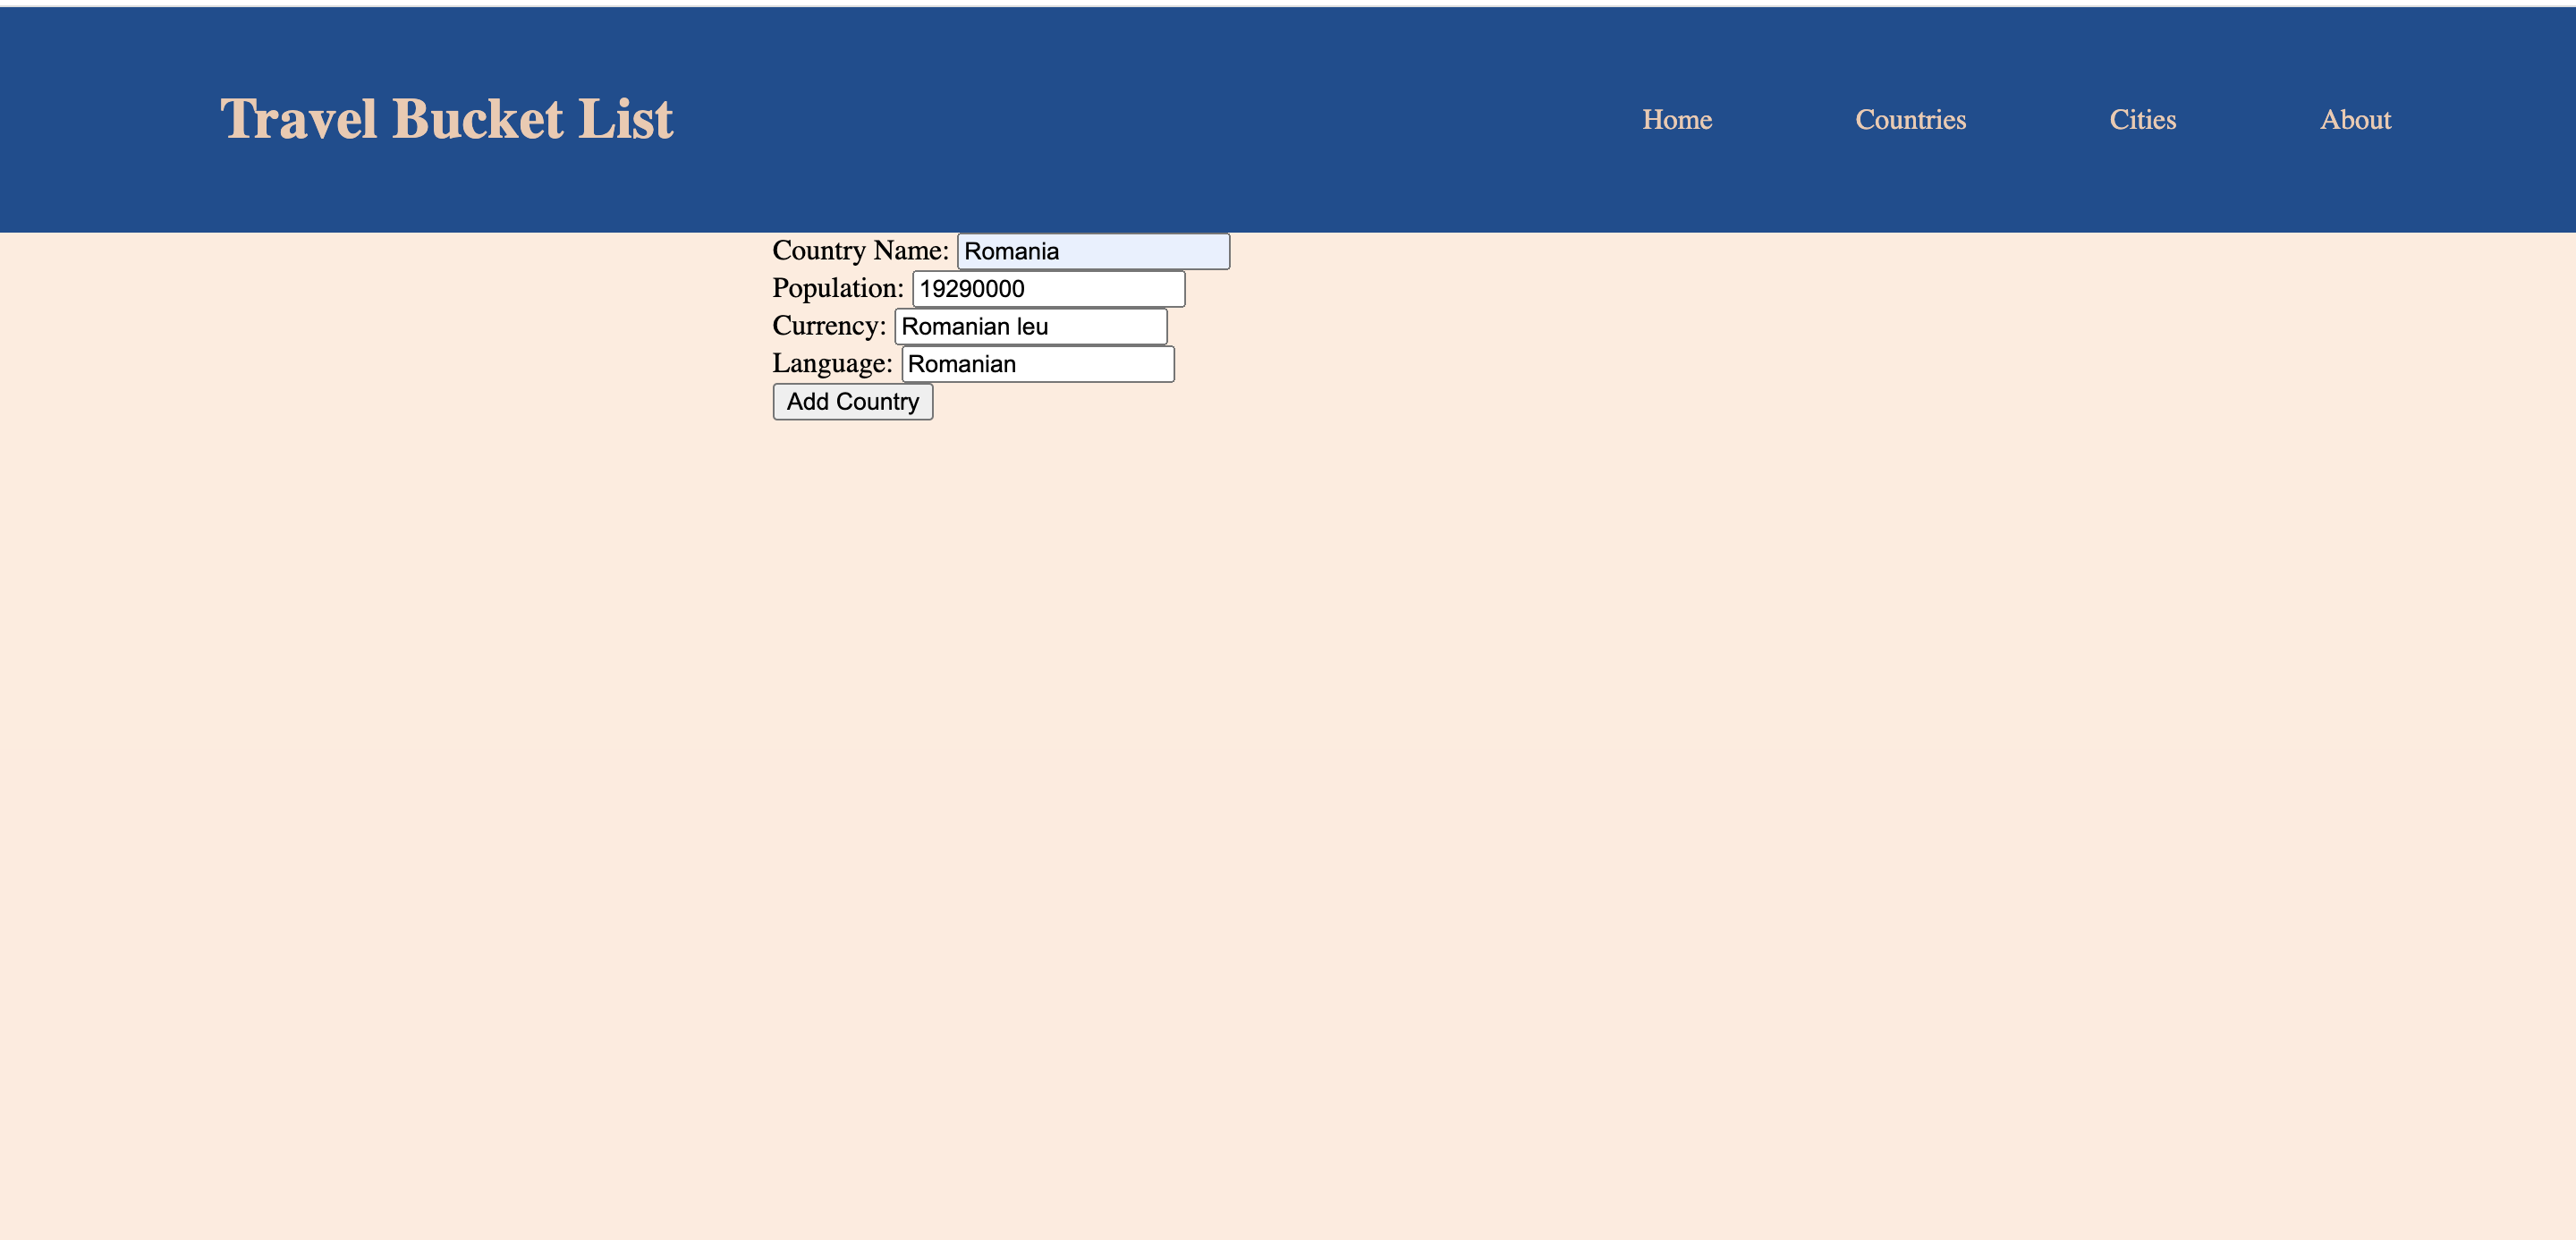 Travel Bucket List
Home Countries Cities About
Country Name: Romania
Population: 19290000
Currency: Romanian leu
Language: Romanian
Add Country